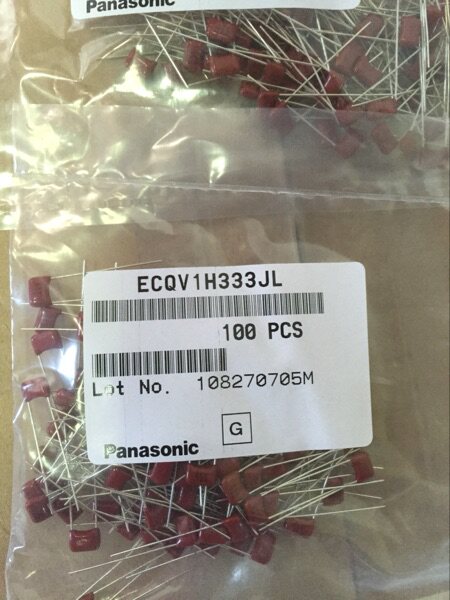 Panasonic
ECQV1H333JL
100 PCS
Lot No. 108270705M
G
Panasonic